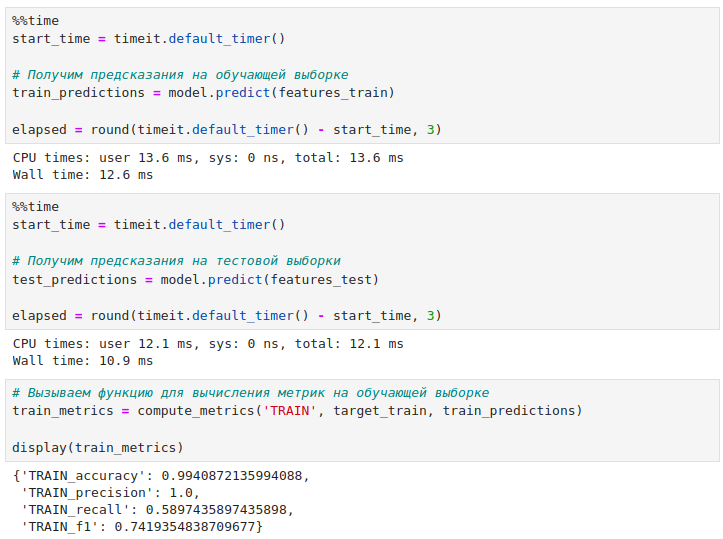 %%time
start_time = timeit.default_timer()
# Получим предсказания на обучающей выборке
train_predictions = model.predict(features_train)
elapsed = round(timeit.default_timer() - start_time, 3)
CPU times: user 13.6 ms, sys: 0 ns, total: 13.6 ms
Wall time: 12.6 ms
%%time
start_time = timeit.default_timer()
# Получим предсказания на тестовой выборки
test_predictions = model.predict(features_test)
elapsed = round(timeit.default_timer() - start_time, 3)
CPU times: user 12.1 ms, sys: 0 ns, total: 12.1 ms
Wall time: 10.9 ms
# Вызываем функцию для вычисления метрик на обучающей выборке
train_metrics = compute_metrics('TRAIN', target_train, train_predictions)
display(train_metrics)
{'TRAIN_accuracy': 0.9940872135994088,
 'TRAIN_precision': 1.0,
 'TRAIN_recall': 0.5897435897435898,
 'TRAIN_f1': 0.7419354838709677}